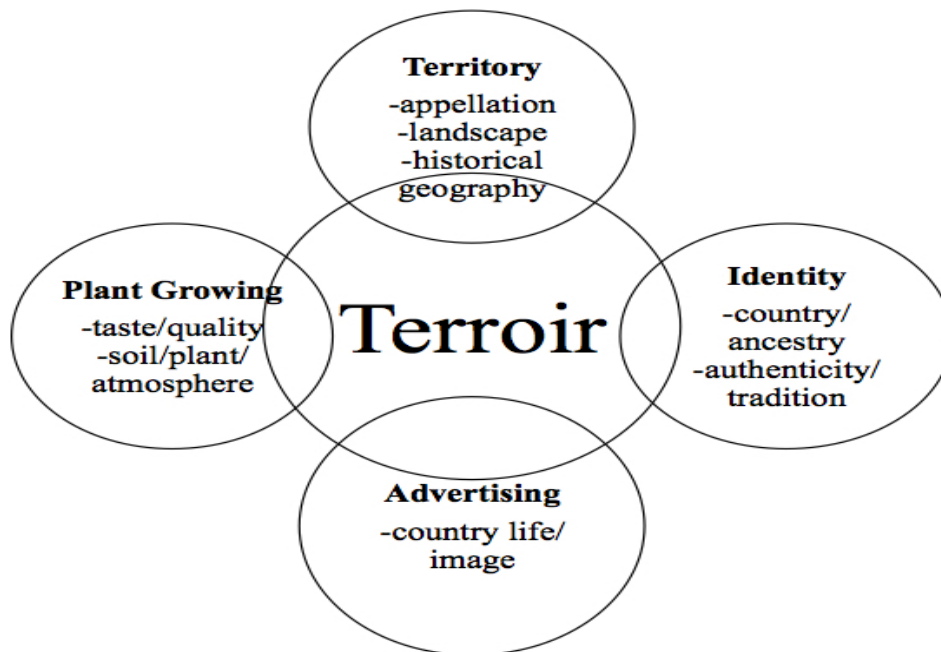 Territory
-appellation
-landscape
-historical
geography
Plant Growing
-taste/quality
-soil/plant/
atmosphere
Terroir
Identity
-country/
ancestry
-authenticity/
tradition
Advertising
-country life/
image